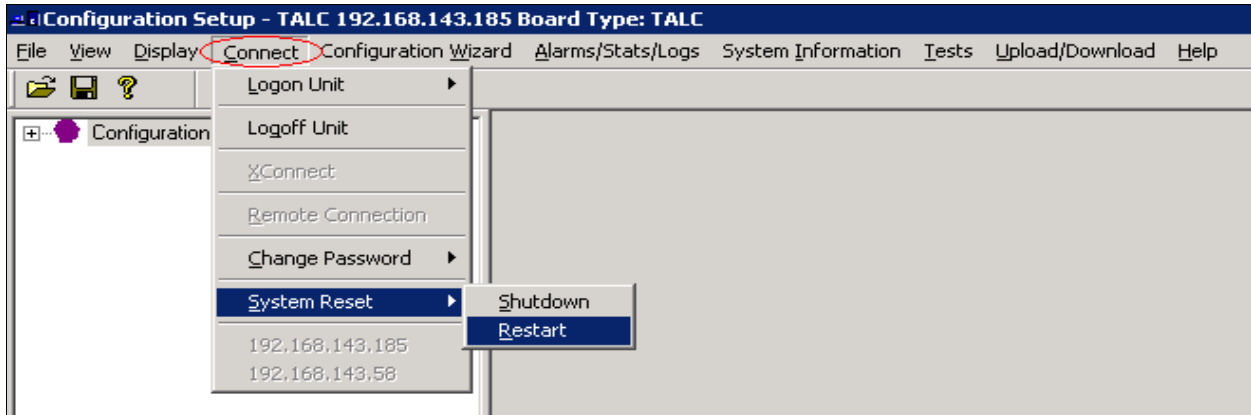 Configuration Setup - TALC 192.168.143.185 Board Type: TALC
File View Display Connect Configuration Wizard Alarms/Stats/Logs System Information Tests Upload/Download Help
Configuration
Logon Unit
Logoff Unit
XConnect
Remote Connection
Change Password
System Reset
Shutdown
Restart
192.168.143.185
192.168.143.58